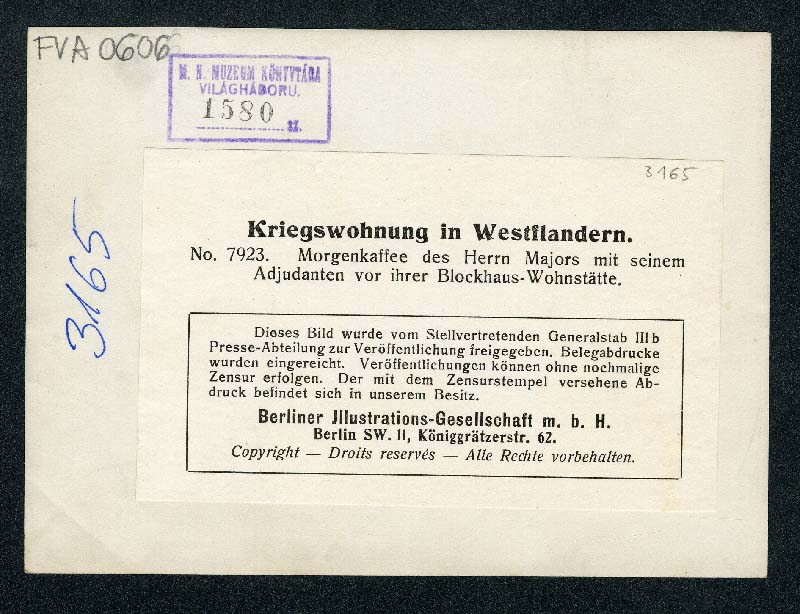 FVA 0606
M. N. MUZEUM KÖNYVTÁRA
VILÁGHÁBORU.
1580
sz.
3165
3165
Kriegswohnung in Westflandern.
No. 7923. Morgenkaffee des Herrn Majors mit seinem
Adjudanten vor ihrer Blockhaus-Wohnstätte.
Dieses Bild wurde vom Stellvertretenden Generalstab III b
Presse-Abteilung zur Veröffentlichung freigegeben. Belegabdrucke
wurden eingereicht. Veröffentlichungen können ohne nochmalige
Zensur erfolgen. Der mit dem Zensurstempel versehene Ab-
druck befindet sich in unserem Besitz.
Berliner Jllustrations-Gesellschaft m. b. H.
Berlin SW. 11, Königgrätzerstr. 62.
Copyright — Droits reservés — Alle Rechte vorbehalten.